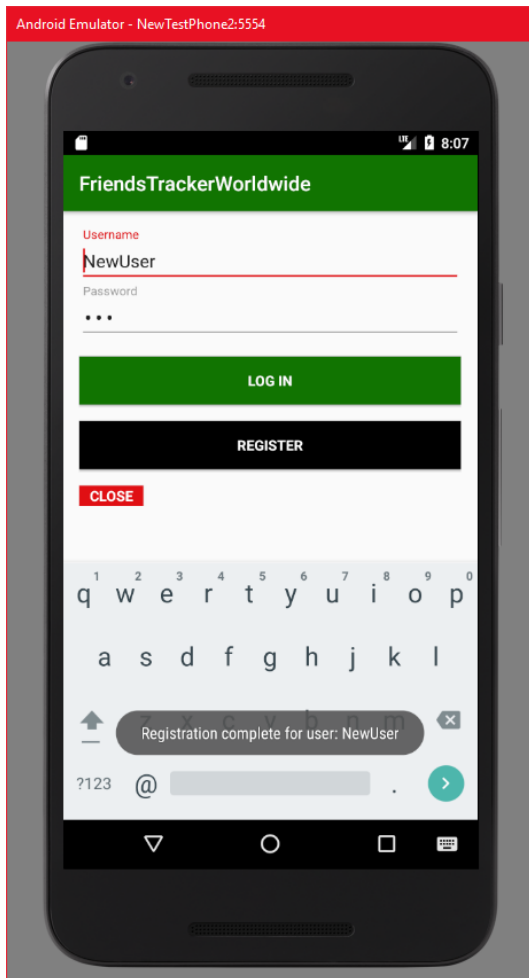 Android Emulator - NewTestPhone2:5554
LTE 8:07
FriendsTrackerWorldwide
Username
NewUser
Password
•••
LOG IN
REGISTER
CLOSE
1 2 3 4 5 6 7 8 9 0
q w e r t y u i o p
a s d f g h j k l
z x c v b n m
Registration complete for user: NewUser
?123 @ .